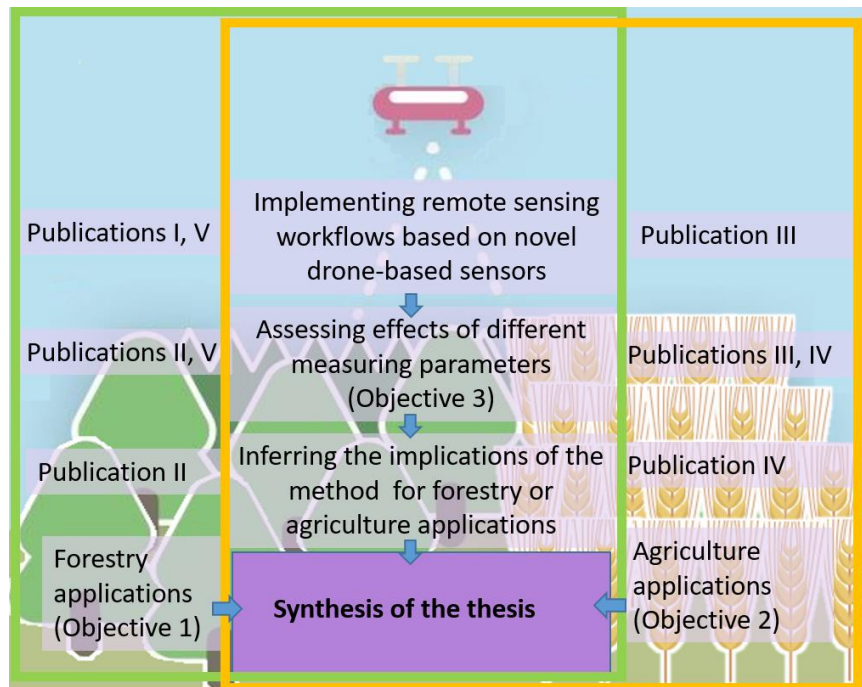 Implementing remote sensing
workflows based on novel
drone-based sensors
Publications I, V
Publication III
Assessing effects of different
measuring parameters
(Objective 3)
Publications II, V
Publications III, IV
Inferring the implications of the
method for forestry or
agriculture applications
Publication II
Publication IV
Forestry
applications
(Objective 1)
Synthesis of the thesis
Agriculture
applications
(Objective 2)